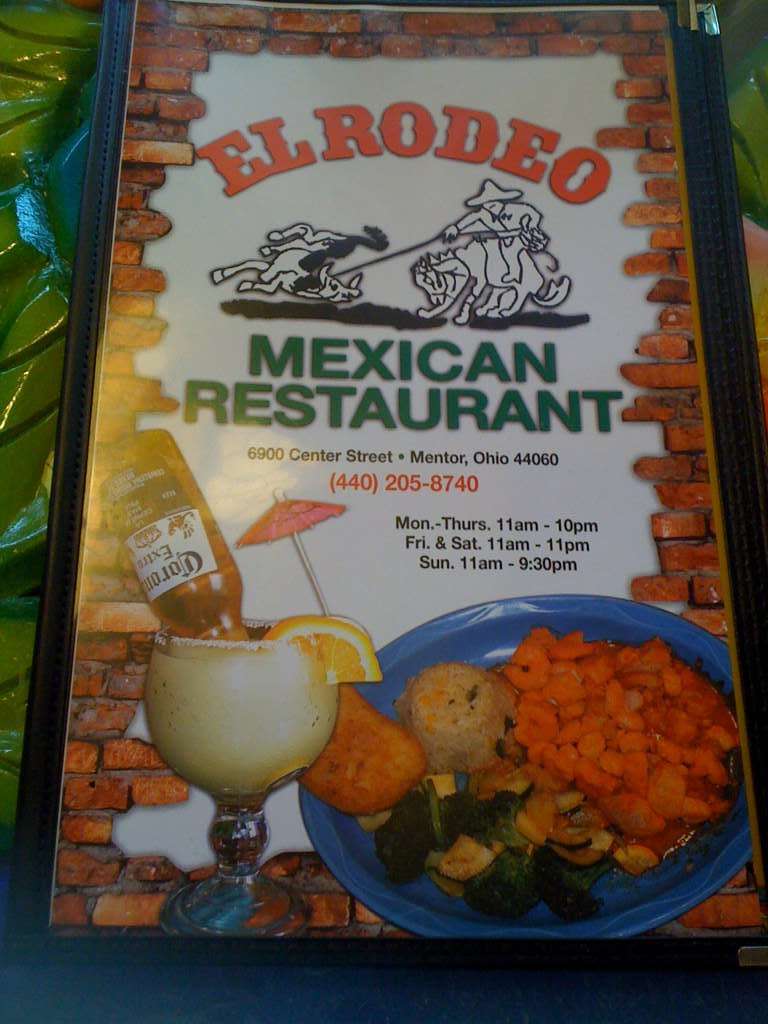 EL RODEO
MEXICAN
RESTAURANT
6900 Center Street • Mentor, Ohio 44060
(440) 205-8740
Mon.-Thurs. 11am - 10pm
Fri. & Sat. 11am - 11pm
Sun. 11am - 9:30pm
Corona
Extra